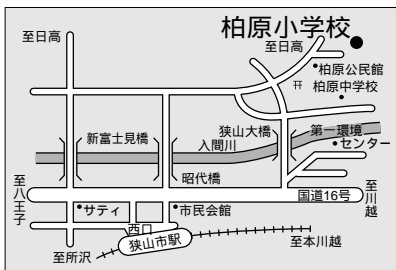 柏原小学校
至日高
至日高
柏原公民館
柏原中学校
新富士見橋
狭山大橋
第一環境
センター
入間川
昭代橋
至八王子
国道16号
至川越
サティ
西口
市民会館
狭山市駅
至所沢
至本川越